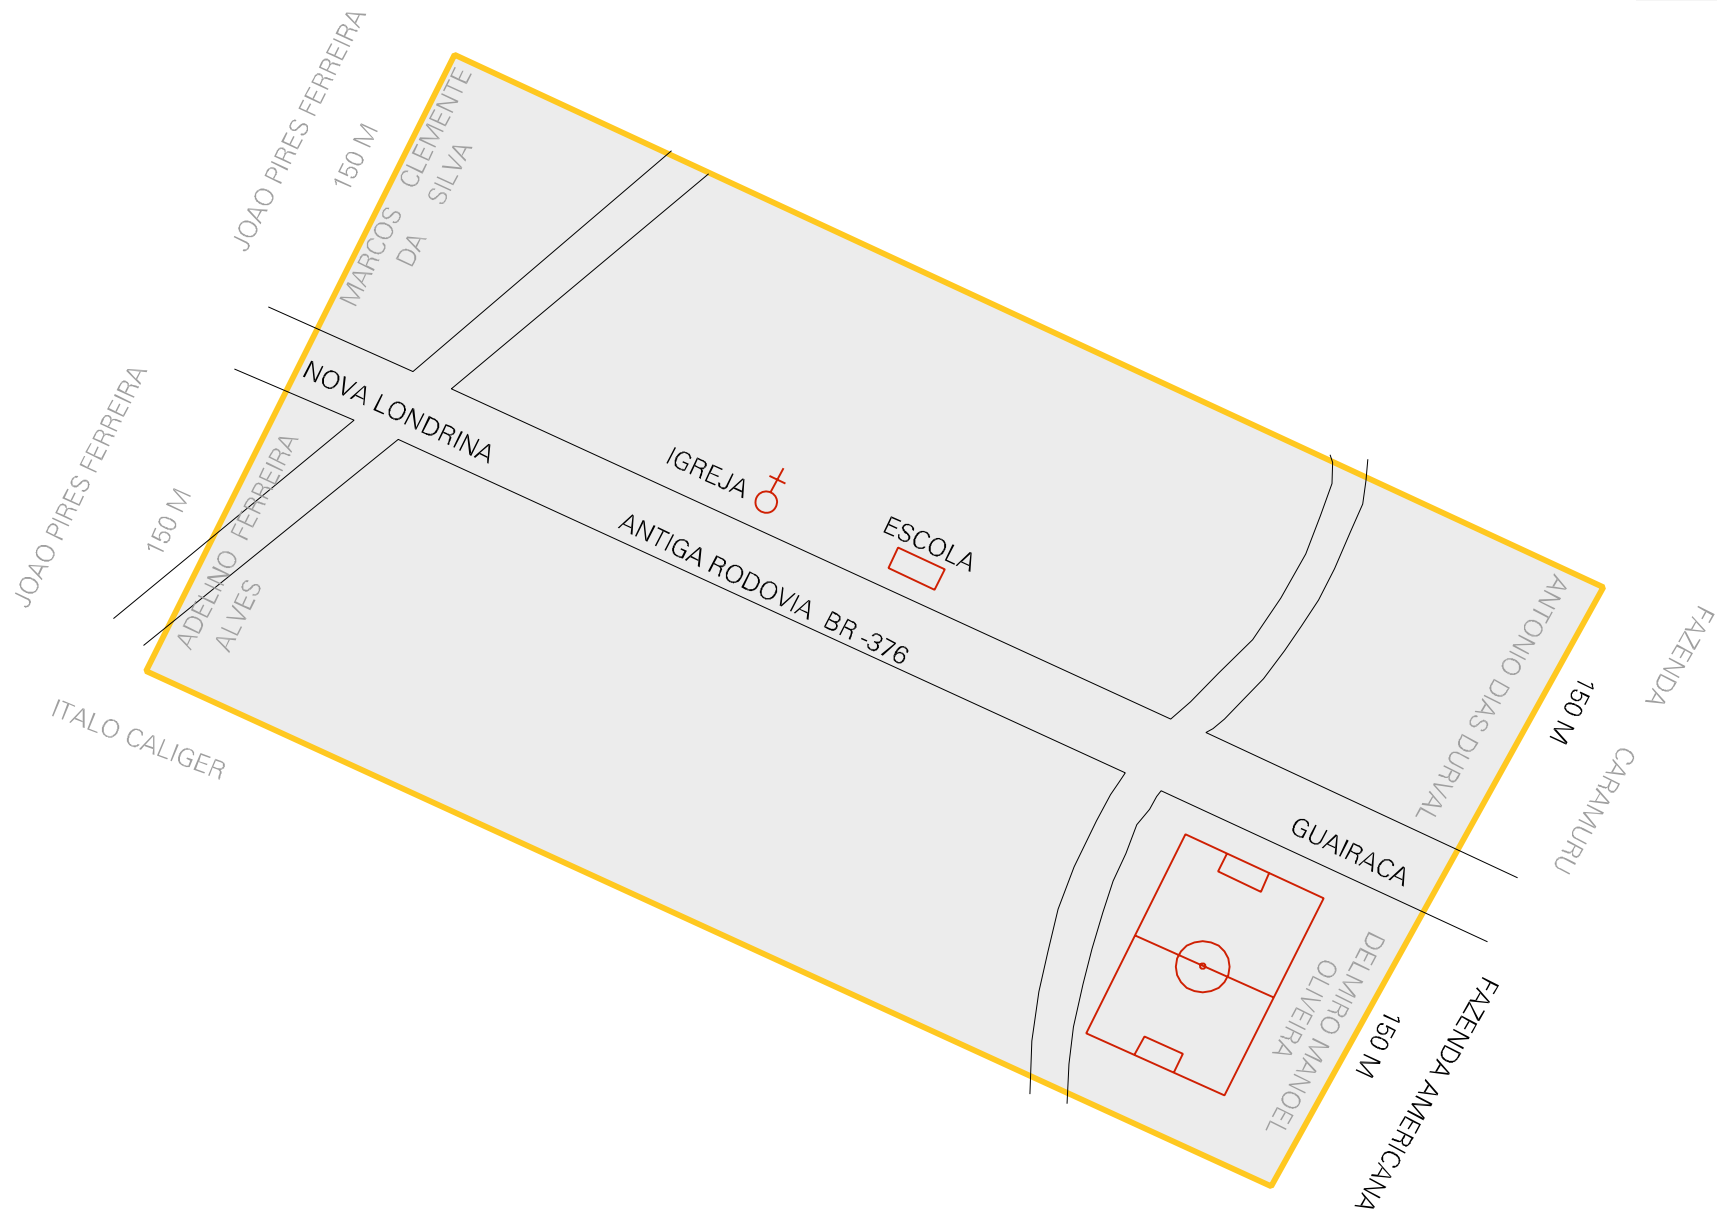 JOAO PIRES FERREIRA
150 M
MARCOS CLEMENTE
DA SILVA
JOAO PIRES FERREIRA
150 M
ADELINO FERREIRA
ALVES
ITALO CALIGER
NOVA LONDRINA
IGREJA
ESCOLA
ANTIGA RODOVIA BR -376
GUAIRACA
ANTONIO DIAS DURVAL
150 M
FAZENDA CARAMURU
DELMIRO MANOEL
OLIVEIRA
150 M
FAZENDA AMERICANA